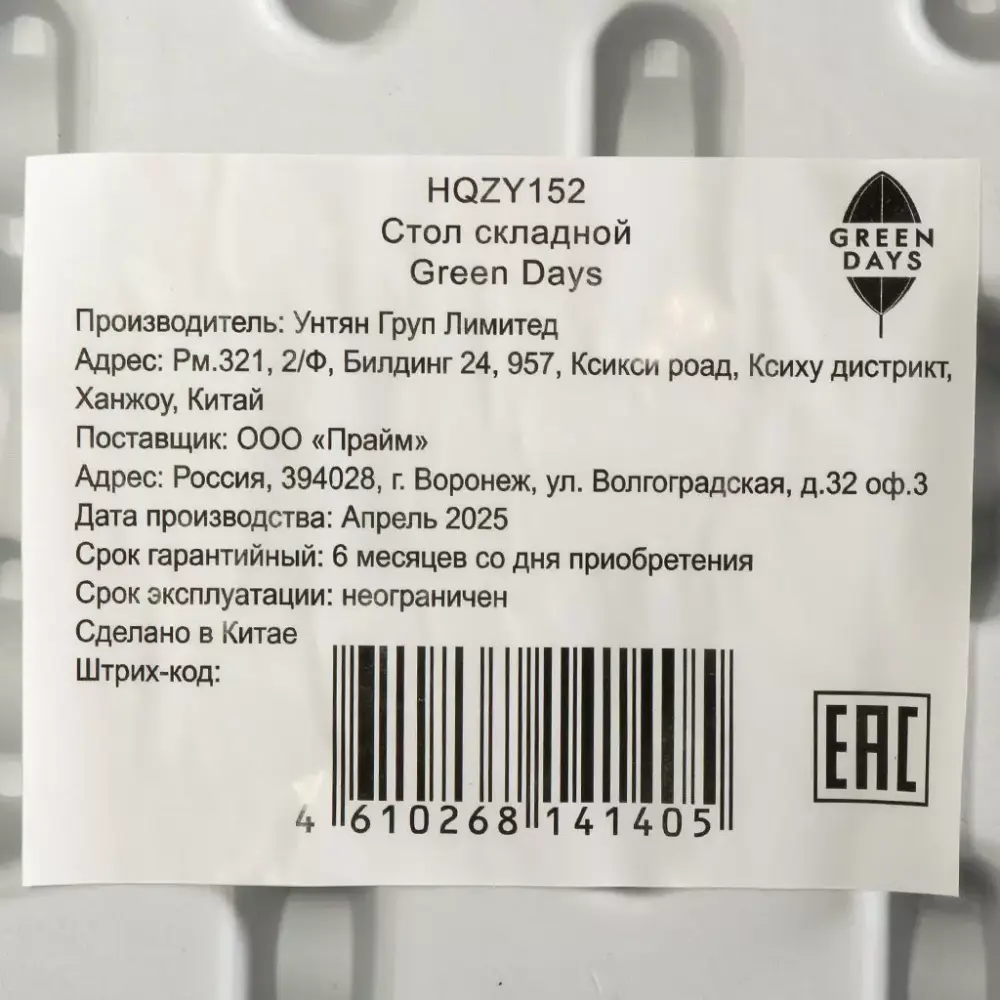 HQZY152
Стол складной
Green Days
GREEN
DAYS
Производитель: Унтян Груп Лимитед
Адрес: Рм.321, 2/Ф, Билдинг 24, 957, Ксикси роад, Ксиху дистрикт,
Ханжоу, Китай
Поставщик: ООО «Прайм»
Адрес: Россия, 394028, г. Воронеж, ул. Волгоградская, д.32 оф.3
Дата производства: Апрель 2025
Срок гарантийный: 6 месяцев со дня приобретения
Срок эксплуатации: неограничен
Сделано в Китае
Штрих-код:
4 610268 141405
EAC